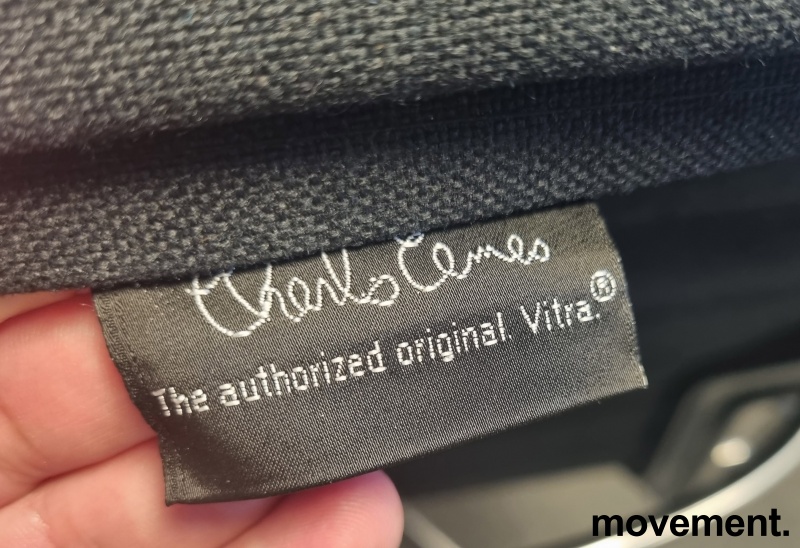 Charles Eames
The authorized original. Vitra.®
movement.